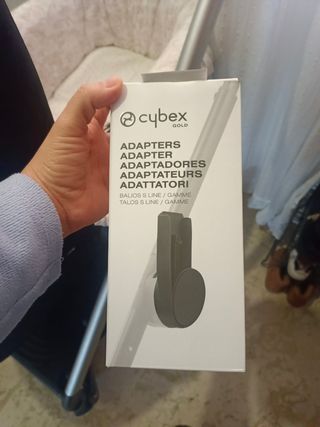 cybex
GOLD
ADAPTERS
ADAPTER
ADAPTADORES
ADAPTATEURS
ADATTATORI
BALIOS S LINE / GAMME
TALOS S LINE / GAMME